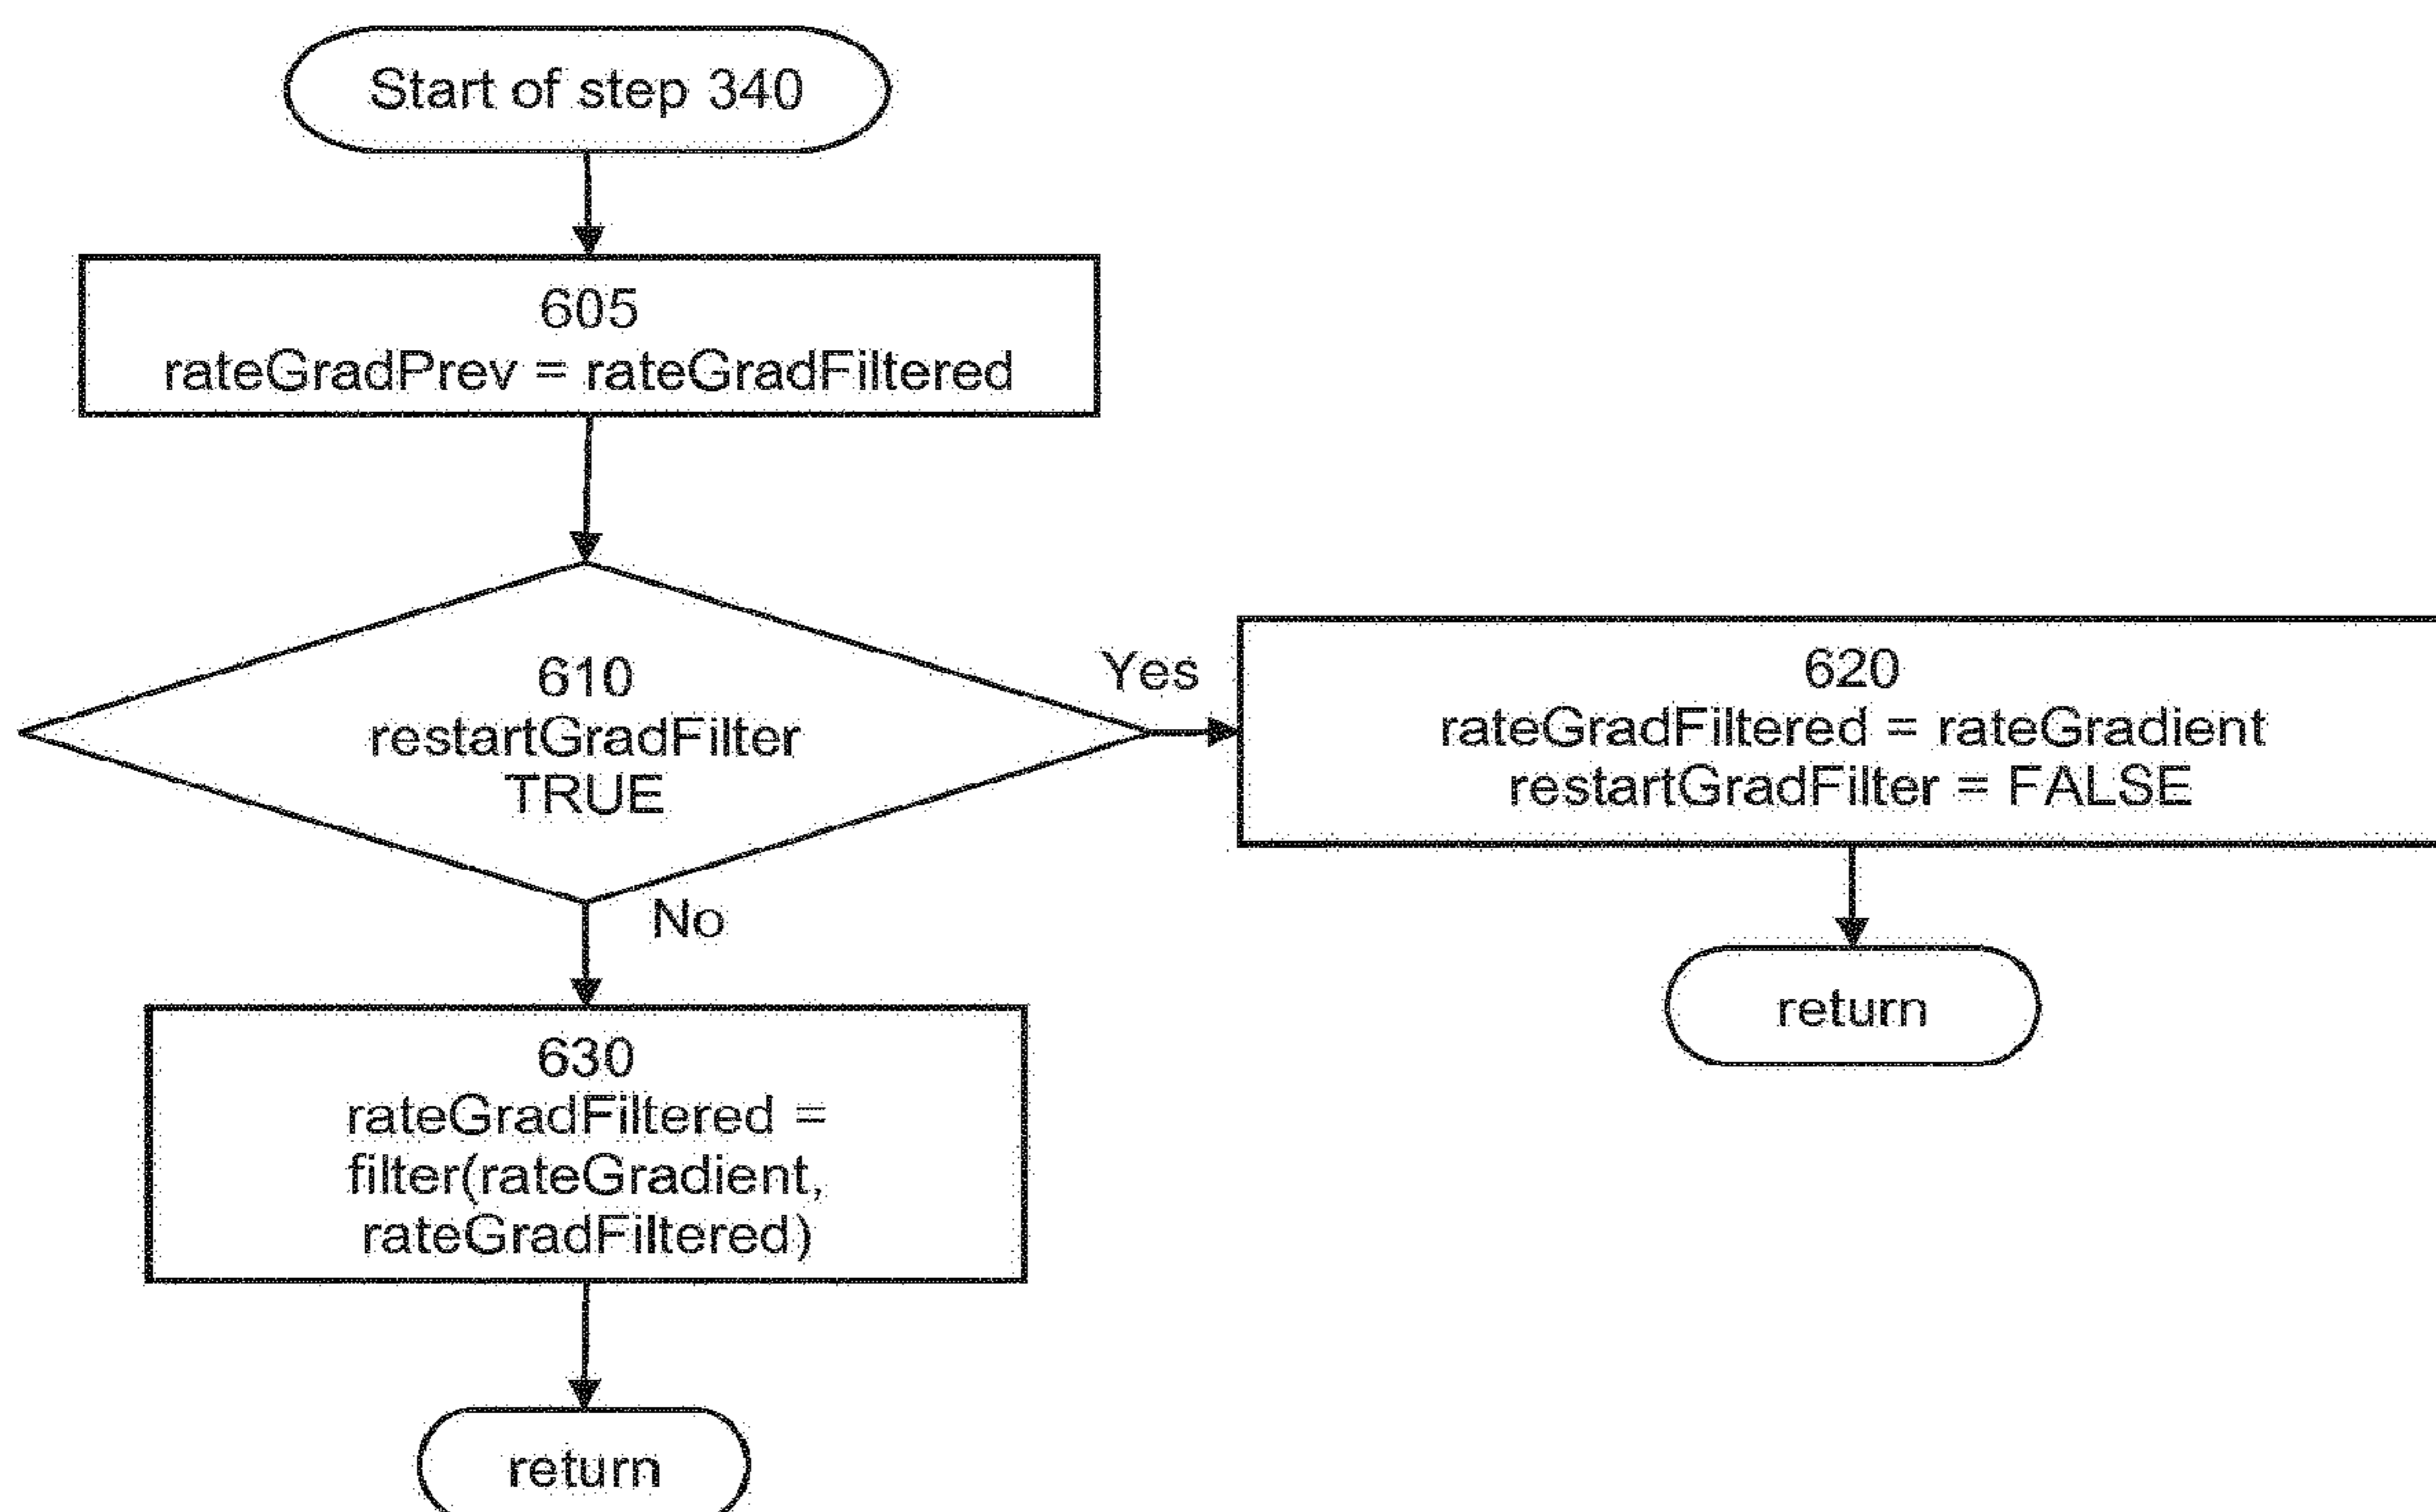 Start of step 340
605
rateGradPrev = rateGradFiltered
610
restartGradFilter
TRUE
Yes
620
rateGradFiltered = rateGradient
restartGradFilter = FALSE
return
No
630
rateGradFiltered =
filter(rateGradient,
rateGradFiltered)
return